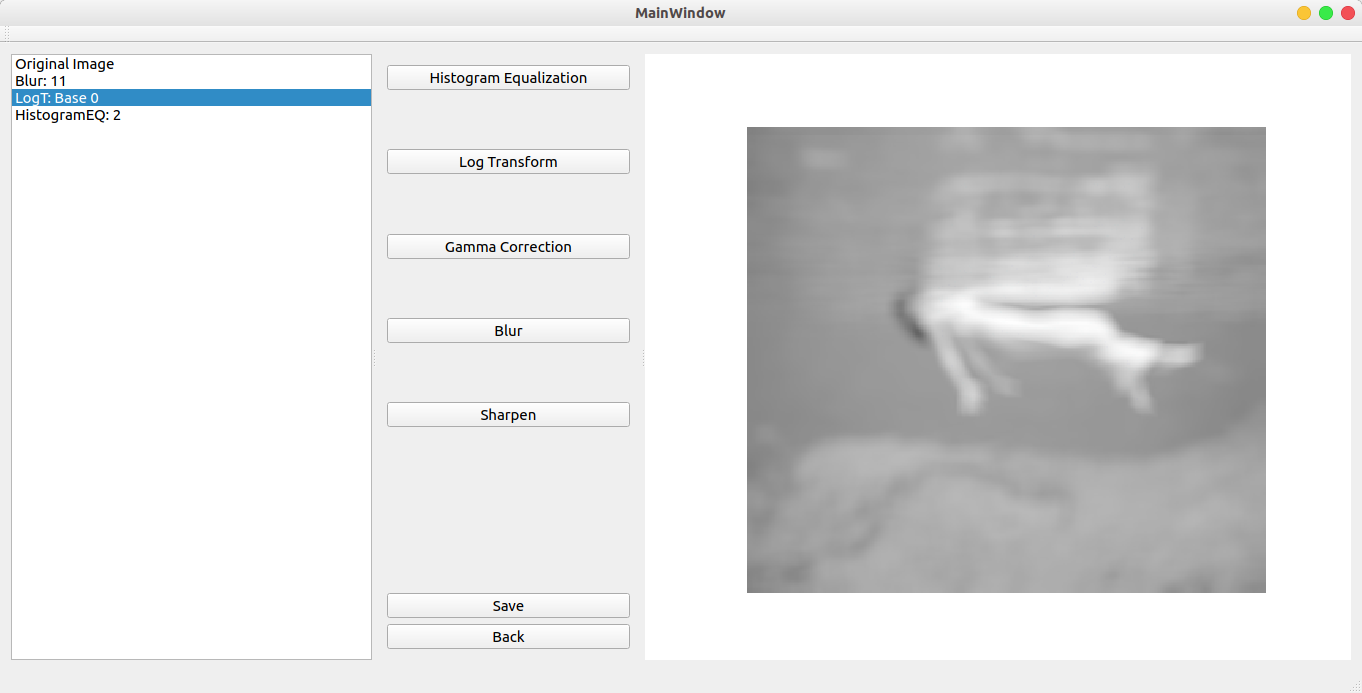 MainWindow
Original Image
Blur: 11
LogT: Base 0
HistogramEQ: 2
Histogram Equalization
Log Transform
Gamma Correction
Blur
Sharpen
Save
Back